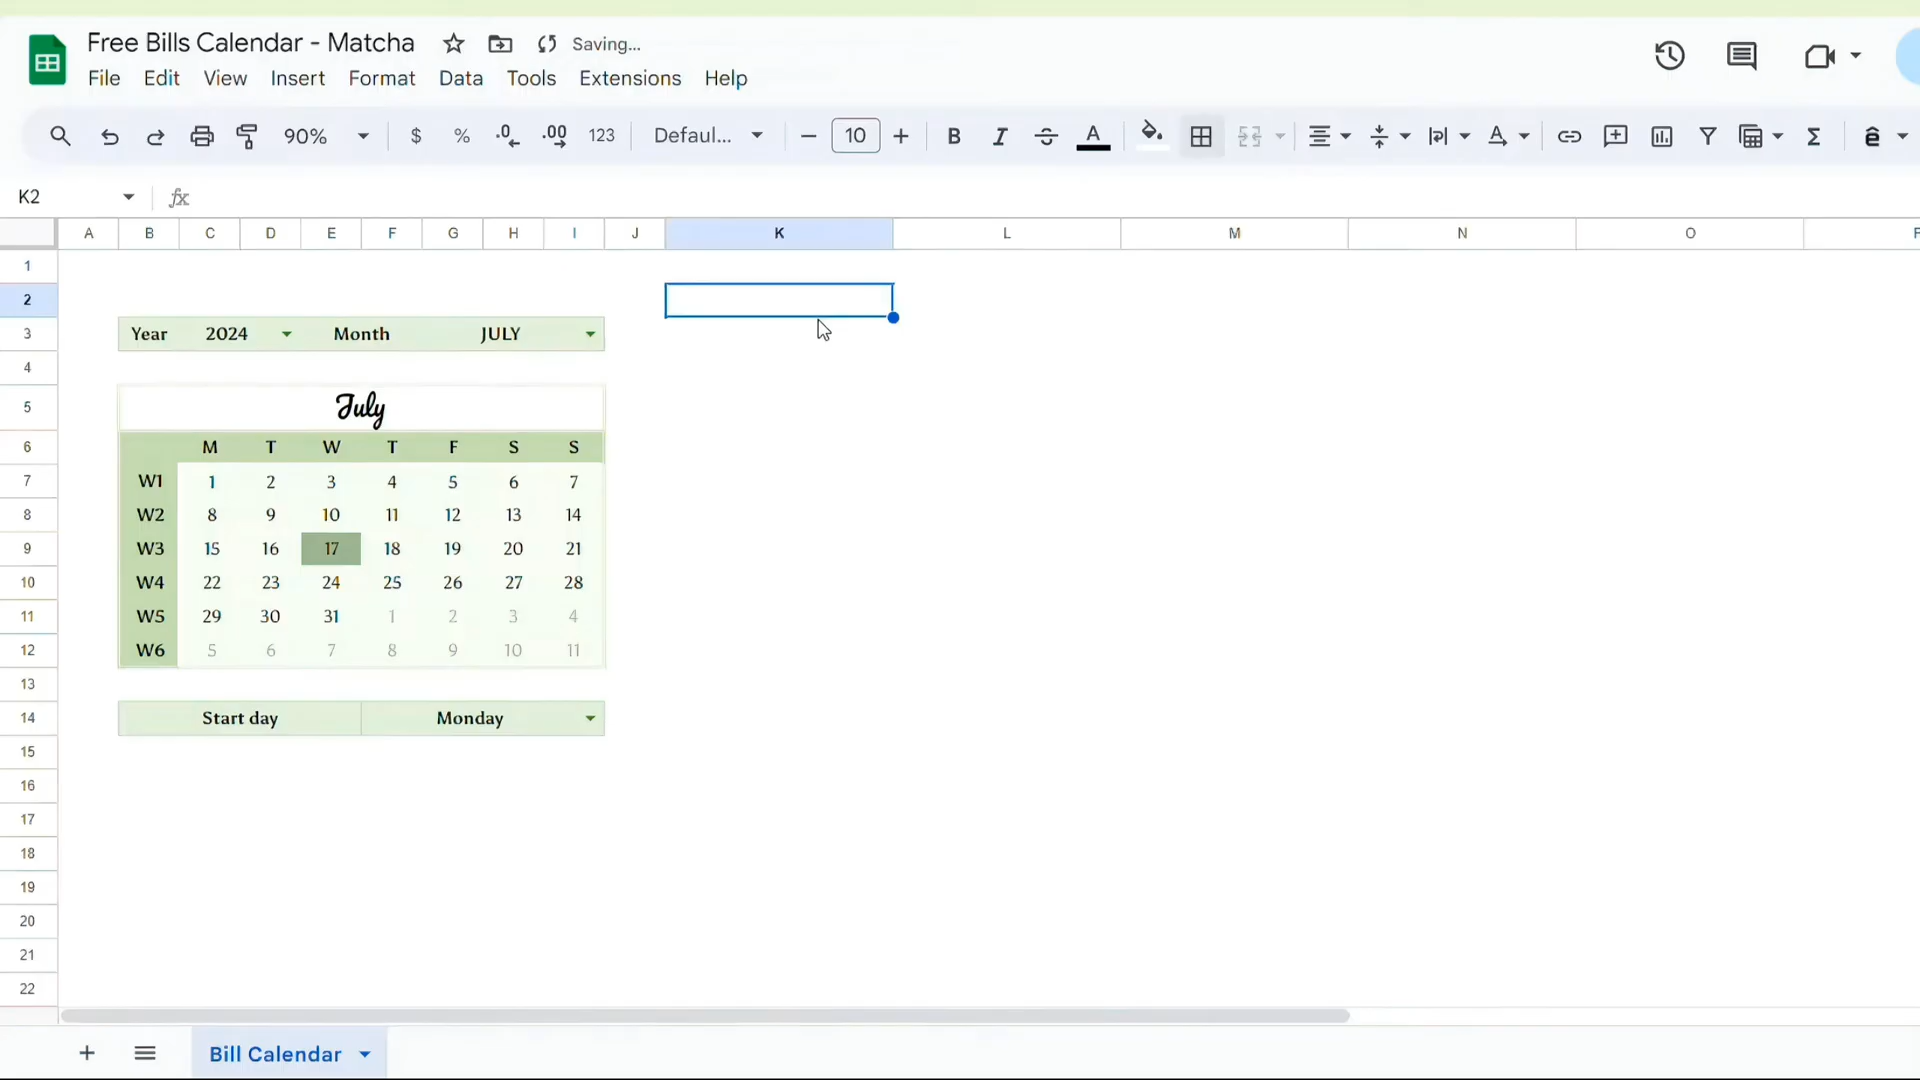 Free Bills Calendar - Matcha Saving...
File Edit View Insert Format Data Tools Extensions Help
90% $ % .0 .00 123 Defaul... 10 B I A A Σ ê
K2 fx
A B C D E F G H I J K L M N O
1
2
3 Year 2024 Month JULY
4
5 July
6 M T W T F S S
7 W1 1 2 3 4 5 6 7
8 W2 8 9 10 11 12 13 14
9 W3 15 16 17 18 19 20 21
10 W4 22 23 24 25 26 27 28
11 W5 29 30 31 1 2 3 4
12 W6 5 6 7 8 9 10 11
13
14 Start day Monday
15
16
17
18
19
20
21
22
Bill Calendar